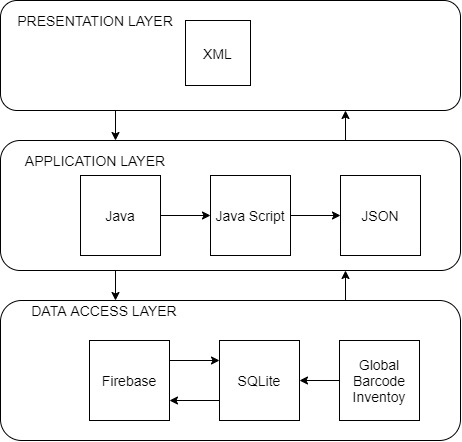 PRESENTATION LAYER
XML
APPLICATION LAYER
Java
Java Script
JSON
DATA ACCESS LAYER
Firebase
SQLite
Global
Barcode
Inventoy